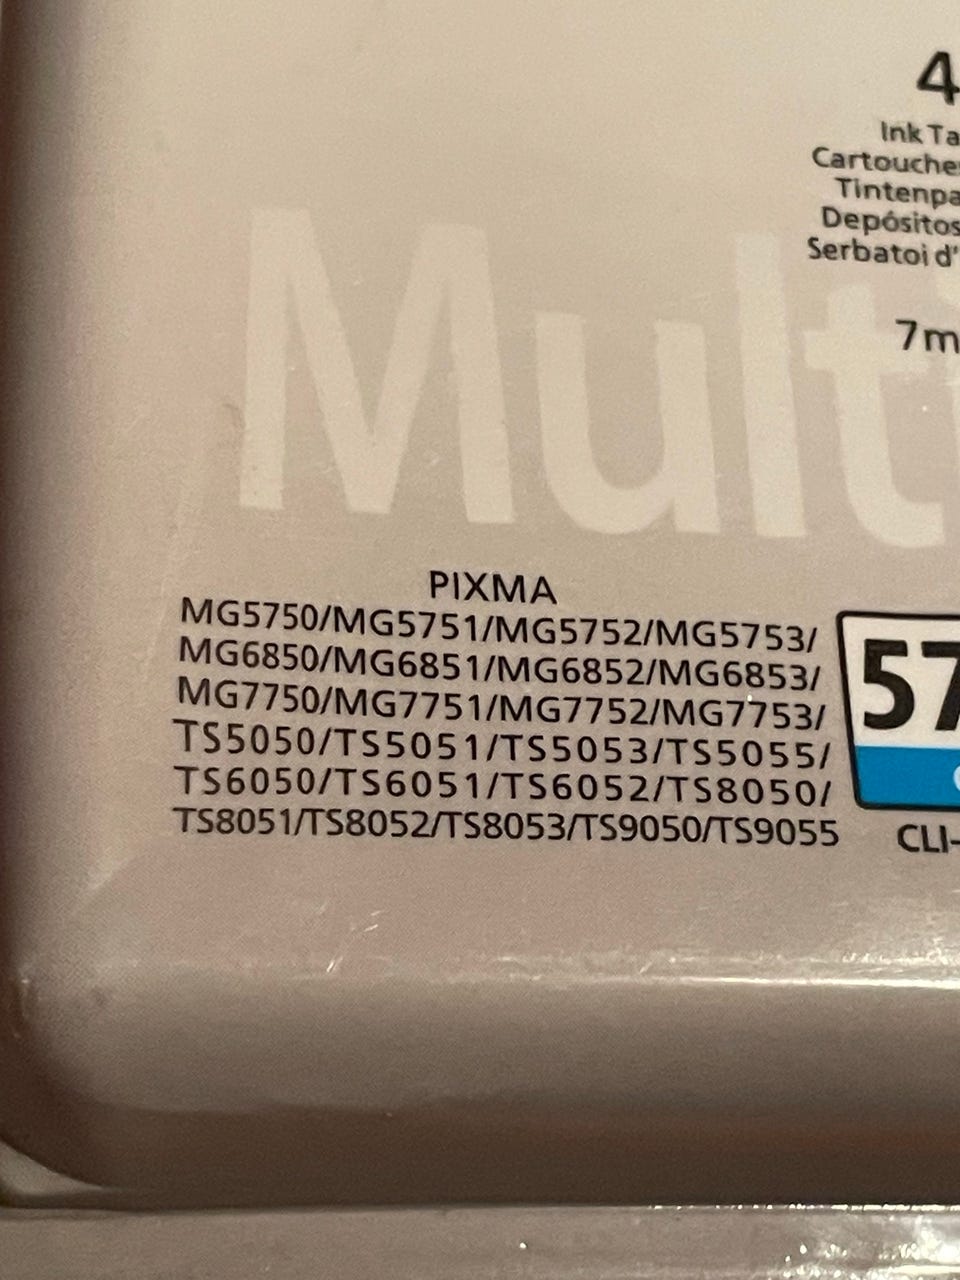 4
Ink Ta
Cartouche
Tintenpa
Depósitos
Serbatoi d'
Multi
7m
PIXMA
MG5750/MG5751/MG5752/MG5753/
MG6850/MG6851/MG6852/MG6853/
MG7750/MG7751/MG7752/MG7753/
TS5050/TS5051/TS5053/TS5055/
TS6050/TS6051/TS6052/TS8050/
TS8051/TS8052/TS8053/TS9050/TS9055
57
CLI-